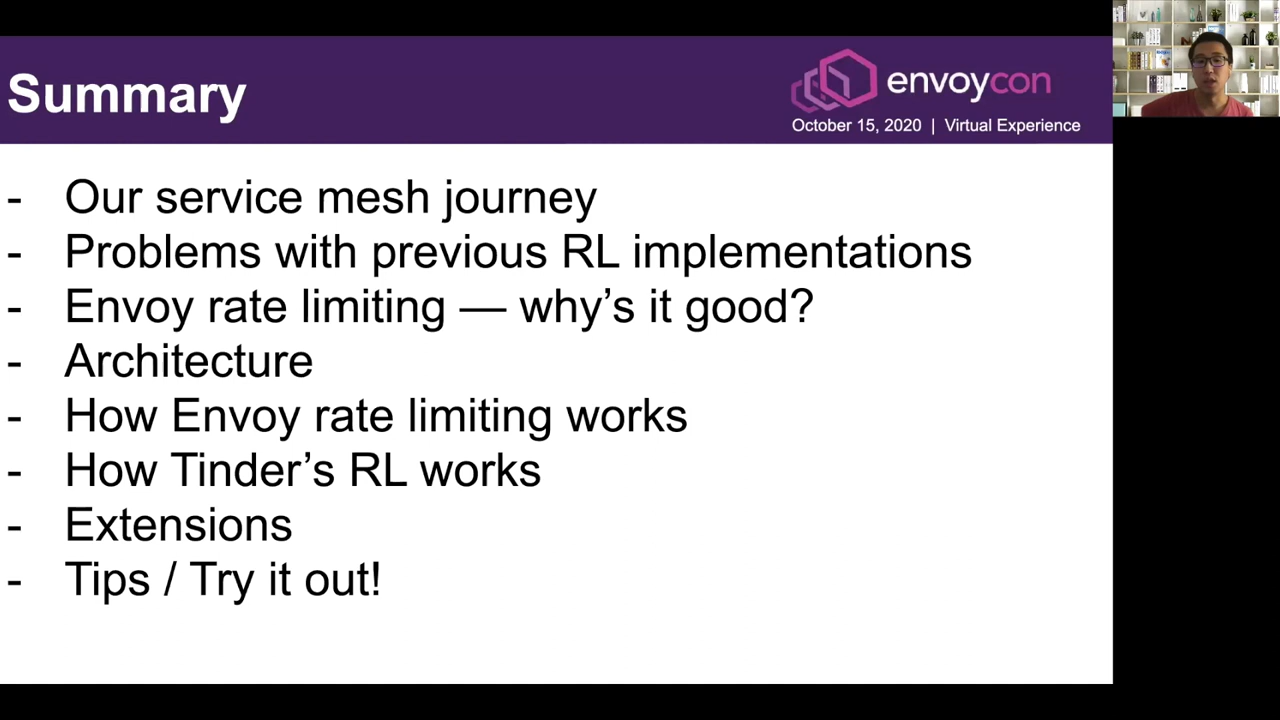 Summary
envoycon
October 15, 2020 | Virtual Experience
- Our service mesh journey
- Problems with previous RL implementations
- Envoy rate limiting — why’s it good?
- Architecture
- How Envoy rate limiting works
- How Tinder’s RL works
- Extensions
- Tips / Try it out!